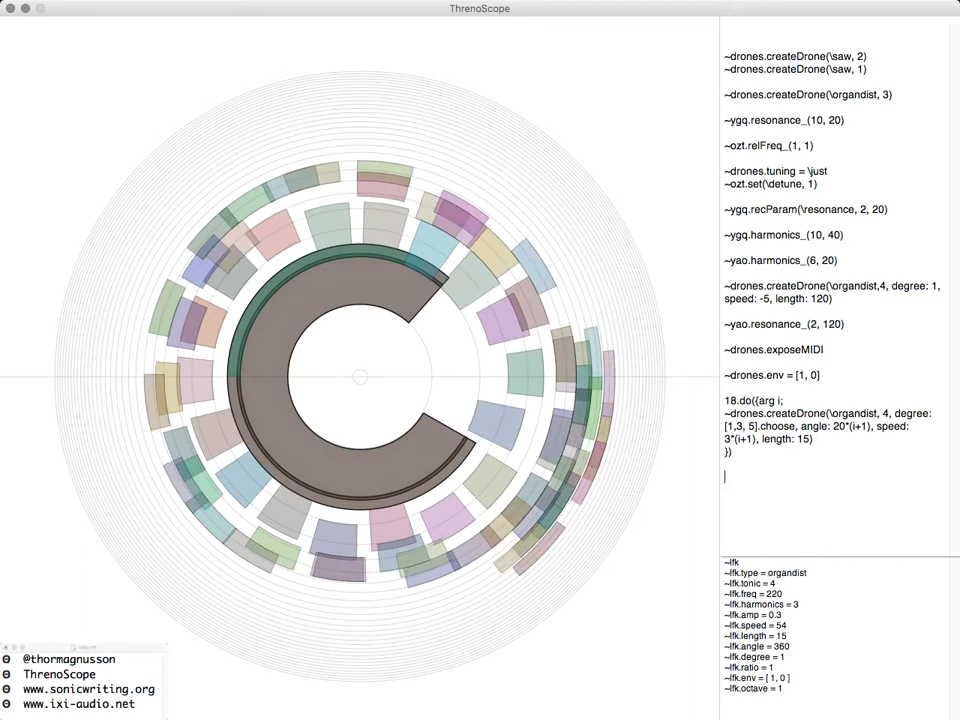 ThrenoScope
~drones.createDrone(\saw, 2)
~drones.createDrone(\saw, 1)
~drones.createDrone(\organdist, 3)
~ygq.resonance_(10, 20)
~ozt.relFreq_(1, 1)
~drones.tuning = \just
~ozt.set(\detune, 1)
~ygq.recParam(\resonance, 2, 20)
~ygq.harmonics_(10, 40)
~yao.harmonics_(6, 20)
~drones.createDrone(\organdist,4, degree: 1,
speed: -5, length: 120)
~yao.resonance_(2, 120)
~drones.exposeMIDI
~drones.env = [1, 0]
18.do({arg i;
~drones.createDrone(\organdist, 4, degree:
[1,3, 5].choose, angle: 20*(i+1), speed:
3*(i+1), length: 15)
})
~lfk
~lfk.type = organdist
~lfk.tonic = 4
~lfk.freq = 220
~lfk.harmonics = 3
~lfk.amp = 0.3
~lfk.speed = 54
~lfk.length = 15
~lfk.angle = 360
~lfk.degree = 1
~lfk.ratio = 1
~lfk.env = [ 1, 0 ]
~lfk.octave = 1
Θ @thormagnusson
Θ ThrenoScope
Θ www.sonicwriting.org
Θ www.ixi-audio.net